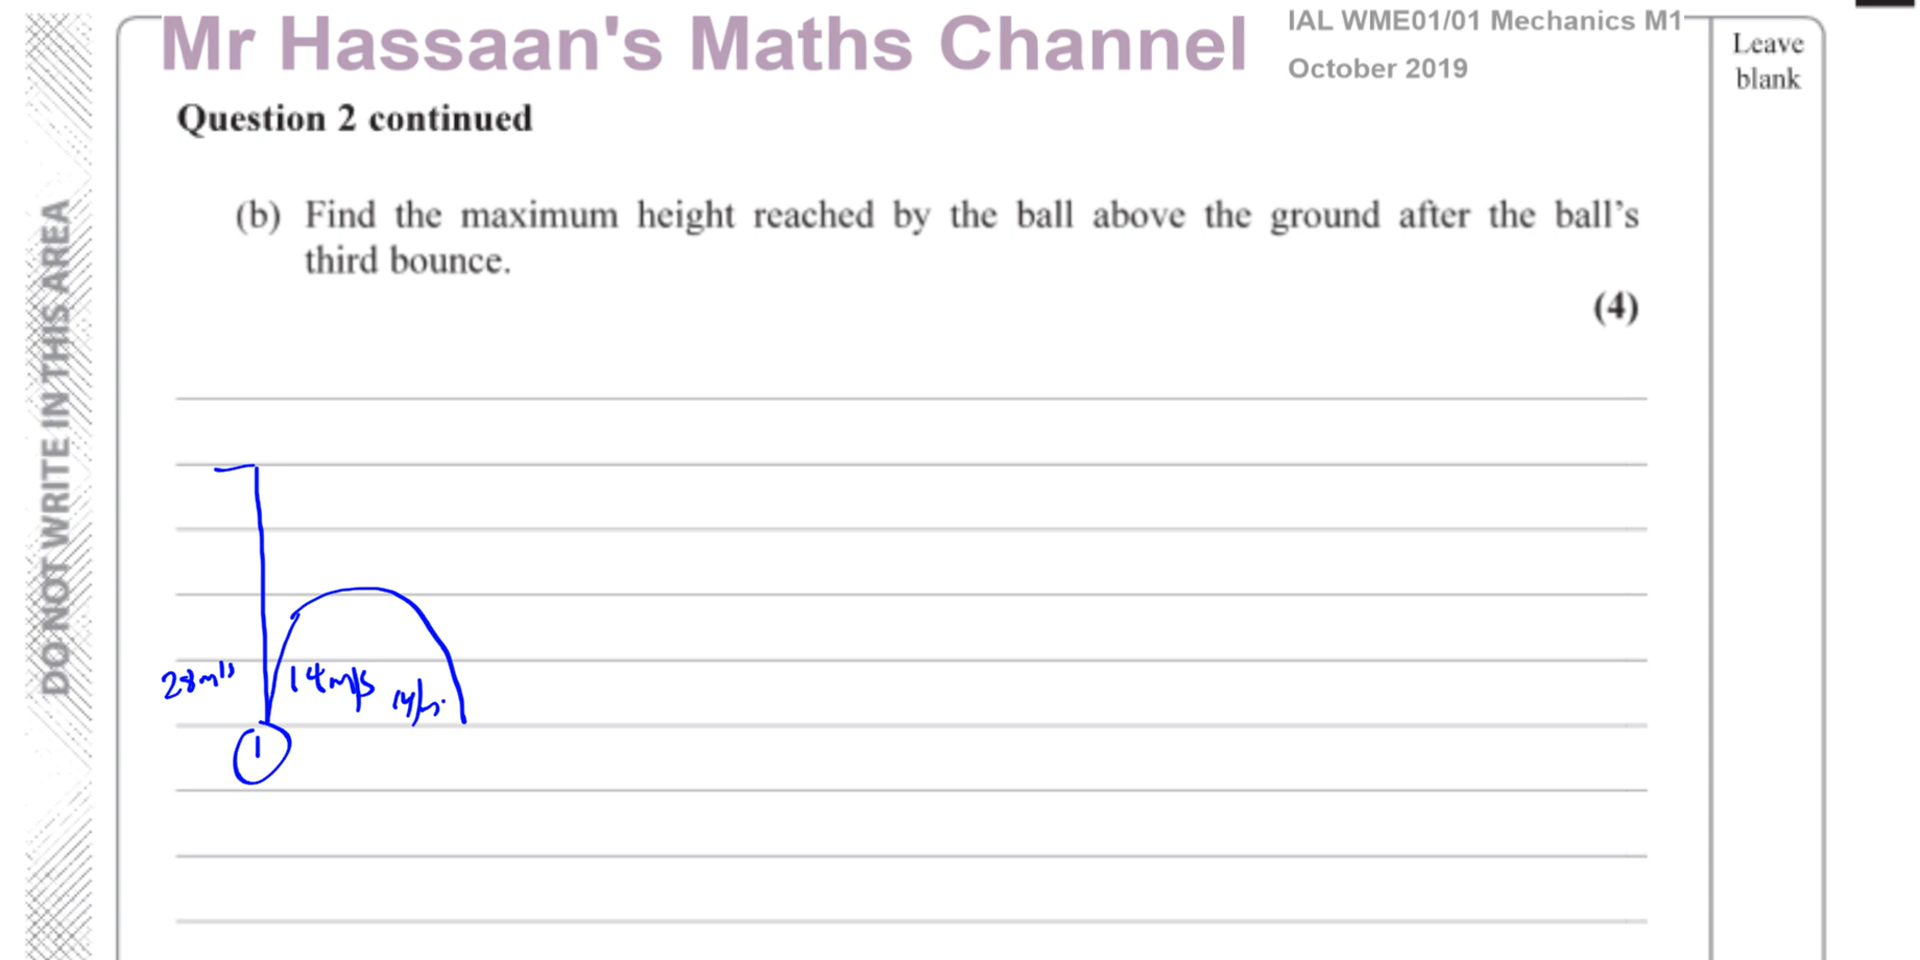 Mr Hassaan's Maths Channel
IAL WME01/01 Mechanics M1
October 2019
Leave
blank
Question 2 continued
(b) Find the maximum height reached by the ball above the ground after the ball's
third bounce.
(4)
DO NOT WRITE IN THIS AREA
28m/s
14m/s
1